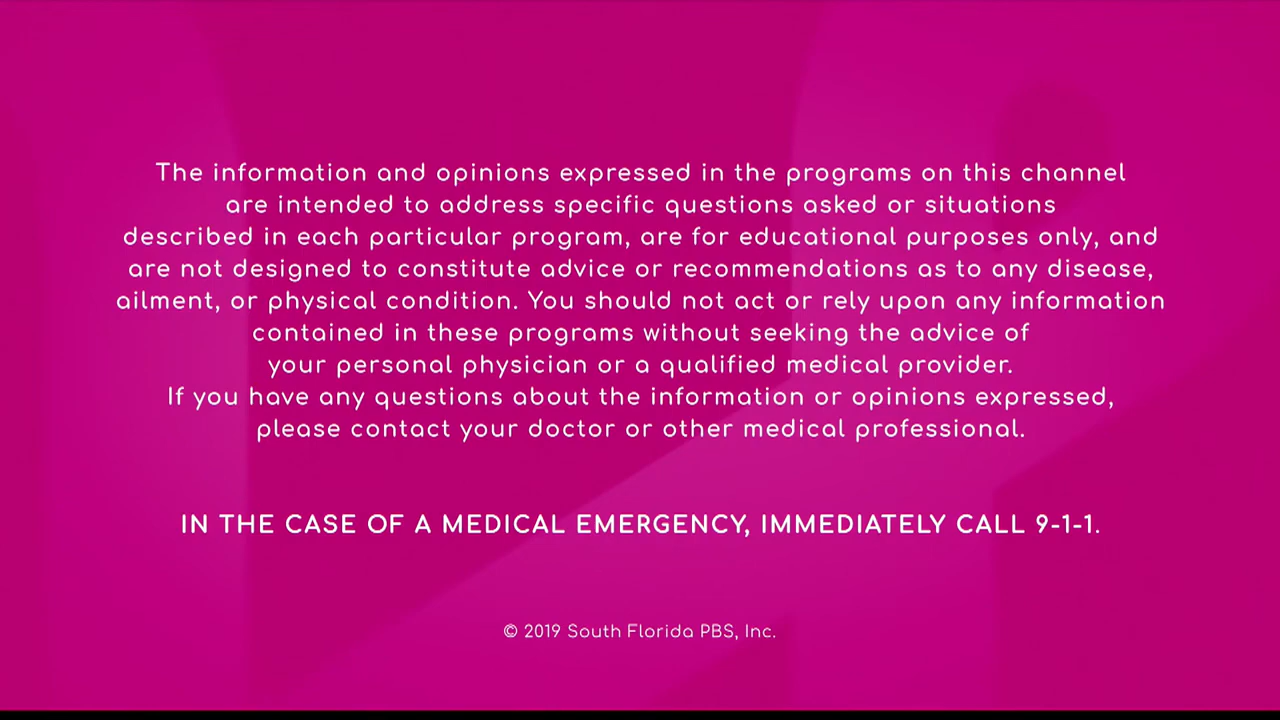 The information and opinions expressed in the programs on this channel
are intended to address specific questions asked or situations
described in each particular program, are for educational purposes only, and
are not designed to constitute advice or recommendations as to any disease,
ailment, or physical condition. You should not act or rely upon any information
contained in these programs without seeking the advice of
your personal physician or a qualified medical provider.
If you have any questions about the information or opinions expressed,
please contact your doctor or other medical professional.
IN THE CASE OF A MEDICAL EMERGENCY, IMMEDIATELY CALL 9-1-1.
© 2019 South Florida PBS, Inc.